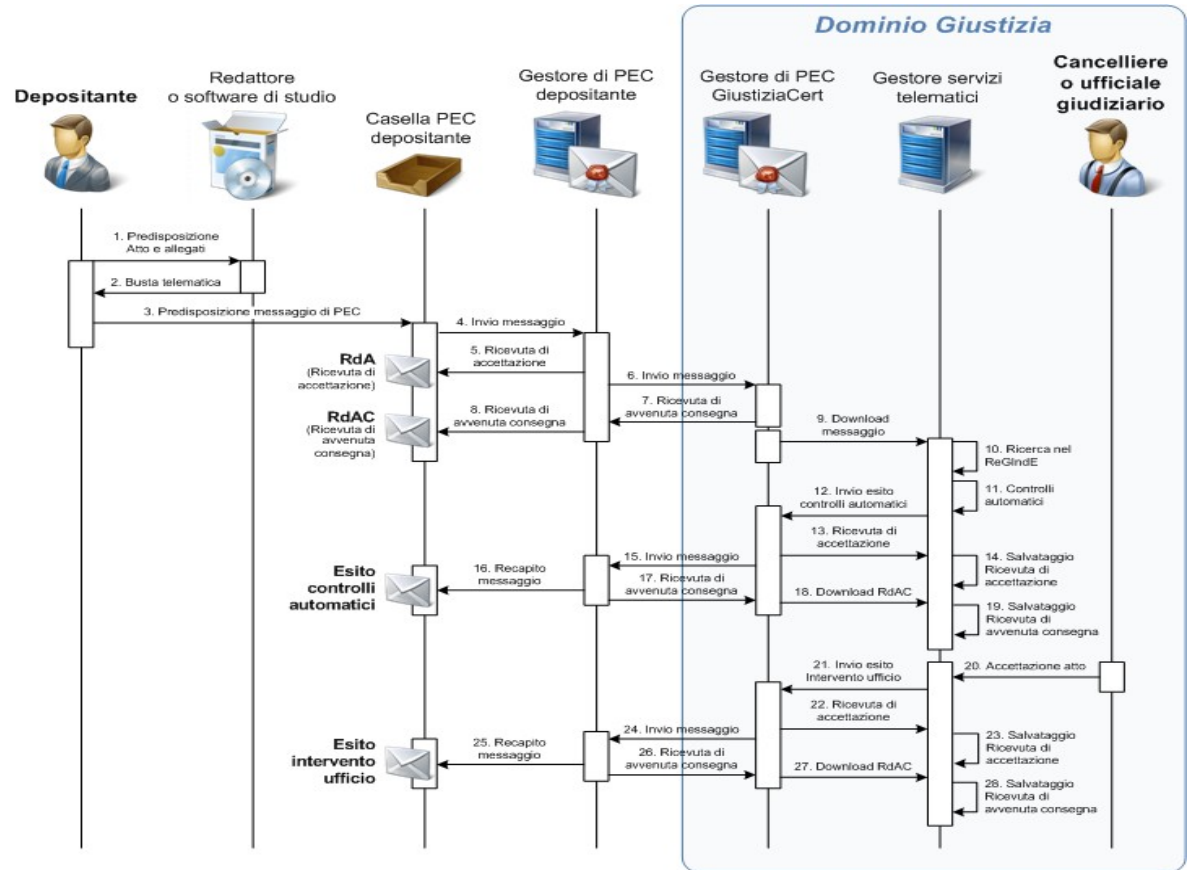 Dominio Giustizia
Depositante
Redattore
o software di studio
Casella PEC
depositante
Gestore di PEC
depositante
Gestore di PEC
GiustiziaCert
Gestore servizi
telematici
Cancelliere
o ufficiale
giudiziario
1. Predisposizione
Atto e allegati
2. Busta telematica
3. Predisposizione messaggio di PEC
4. Invio messaggio
RdA
(Ricevuta di
accettazione)
5. Ricevuta di
accettazione
6. Invio messaggio
7. Ricevuta di
avvenuta consegna
RdAC
(Ricevuta di
avvenuta
consegna)
8. Ricevuta di
avvenuta consegna
9. Download
messaggio
10. Ricerca nel
ReGIndE
11. Controlli
automatici
12. Invio esito
controlli automatici
13. Ricevuta di
accettazione
14. Salvataggio
Ricevuta di
accettazione
15. Invio messaggio
Esito
controlli
automatici
16. Recapito
messaggio
17. Ricevuta di
avvenuta consegna
18. Download RdAC
19. Salvataggio
Ricevuta di
avvenuta consegna
20. Accettazione atto
21. Invio esito
Intervento ufficio
22. Ricevuta di
accettazione
23. Salvataggio
Ricevuta di
accettazione
24. Invio messaggio
Esito
intervento
ufficio
25. Recapito
messaggio
26. Ricevuta di
avvenuta consegna
27. Download RdAC
28. Salvataggio
Ricevuta di
avvenuta consegna